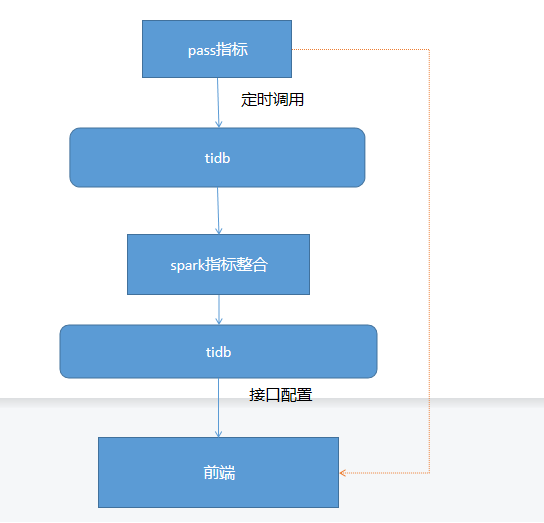 pass指标
定时调用
tidb
spark指标整合
tidb
接口配置
前端